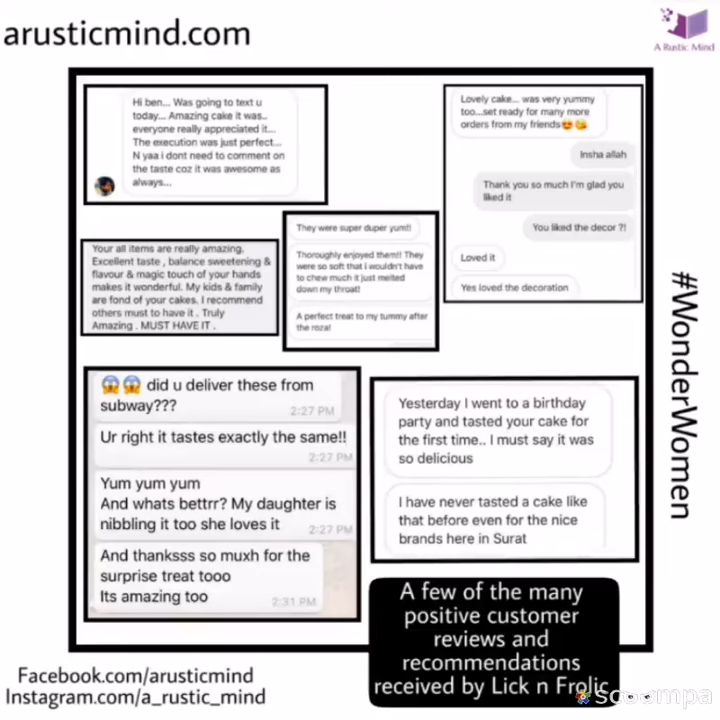 arusticmind.com
A Rustic Mind
Hi ben... Was going to text u
today... Amazing cake it was..
everyone really appreciated it...
The execution was just perfect...
N yaa i dont need to comment on
the taste coz it was awesome as
always...
Lovely cake... was very yummy
too...set ready for many more
orders from my friends😍😘
Insha allah
Thank you so much I'm glad you
liked it
You liked the decor ?!
Loved it
Yes loved the decoration
Your all items are really amazing.
Excellent taste , balance sweetening &
flavour & magic touch of your hands
makes it wonderful. My kids & family
are fond of your cakes. I recommend
others must to have it . Truly
Amazing . MUST HAVE IT .
They were super duper yum!!
Thoroughly enjoyed them!! They
were so soft that i wouldn't have
to chew much it just melted
down my throat!
A perfect treat to my tummy after
the roza!
#WonderWomen
😱😱 did u deliver these from
subway???
2:27 PM
Ur right it tastes exactly the same!!
2:27 PM
Yum yum yum
And whats bettrr? My daughter is
nibbling it too she loves it
2:27 PM
And thanksss so muxh for the
surprise treat tooo
Its amazing too
2:31 PM
Yesterday I went to a birthday
party and tasted your cake for
the first time.. I must say it was
so delicious
I have never tasted a cake like
that before even for the nice
brands here in Surat
A few of the many
positive customer
reviews and
recommendations
received by Lick n Frolic
Facebook.com/arusticmind
Instagram.com/a_rustic_mind
scoompa